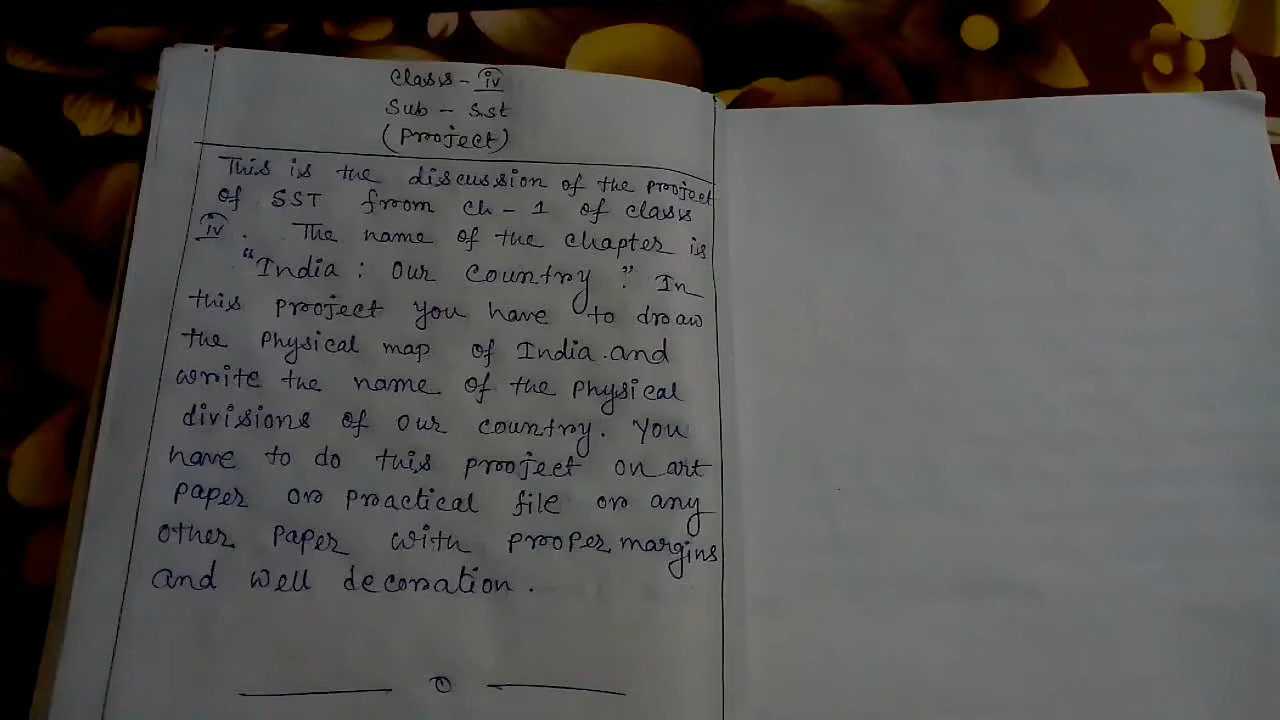 Class - iv
Sub - SSt
(Project)
This is the discussion of the project
of SST from ch - 1 of class
iv. The name of the chapter is
"India : Our Country". In
this project you have to draw
the physical map of India.and
write the name of the physical
divisions of our country. You
have to do this project on art
paper or practical file or any
other paper with proper margins
and well decoration.